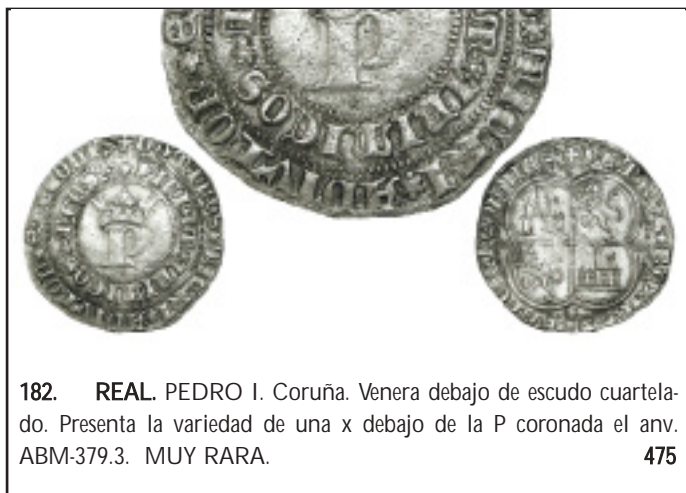 182. REAL. PEDRO I. Coruña. Venera debajo de escudo cuartela-
do. Presenta la variedad de una x debajo de la P coronada el anv.
ABM-379.3. MUY RARA. 475